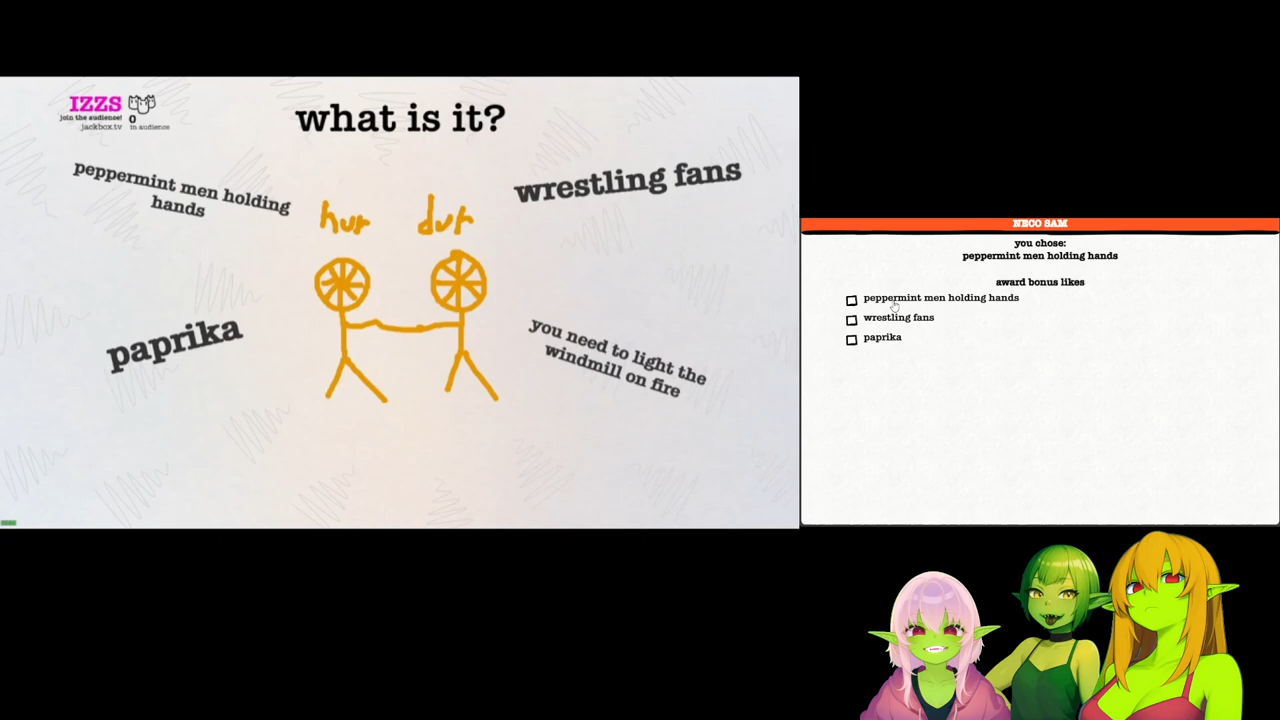 IZZS
join the audience!
jackbox.tv
0
in audience
what is it?
peppermint men holding
hands
wrestling fans
hur dur
paprika
you need to light the
windmill on fire
NECO SAM
you chose:
peppermint men holding hands
award bonus likes
peppermint men holding hands
wrestling fans
paprika